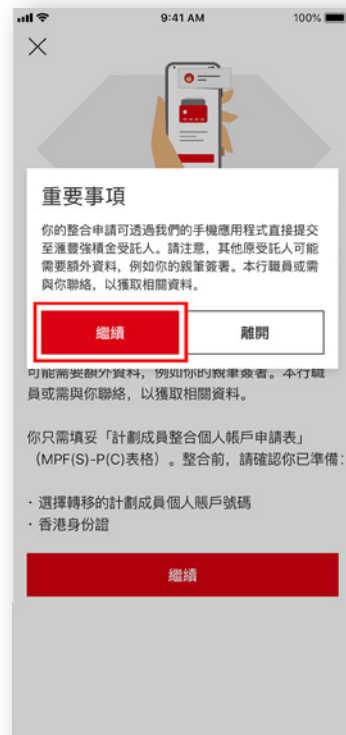 9:41 AM
100%
重要事項
你的整合申請可透過我們的手機應用程式直接提交
至滙豐強積金受託人。請注意，其他原受託人可能
需要額外資料，例如你的親筆簽署。本行職員或需
與你聯絡，以獲取相關資料。
繼續
離開
可能需要額外資料，例如你的親筆簽署。本行職
員或需與你聯絡，以獲取相關資料。
你只需填妥「計劃成員整合個人帳戶申請表」
（MPF(S)-P(C)表格）。整合前，請確認你已準備：
· 選擇轉移的計劃成員個人賬戶號碼
· 香港身份證
繼續